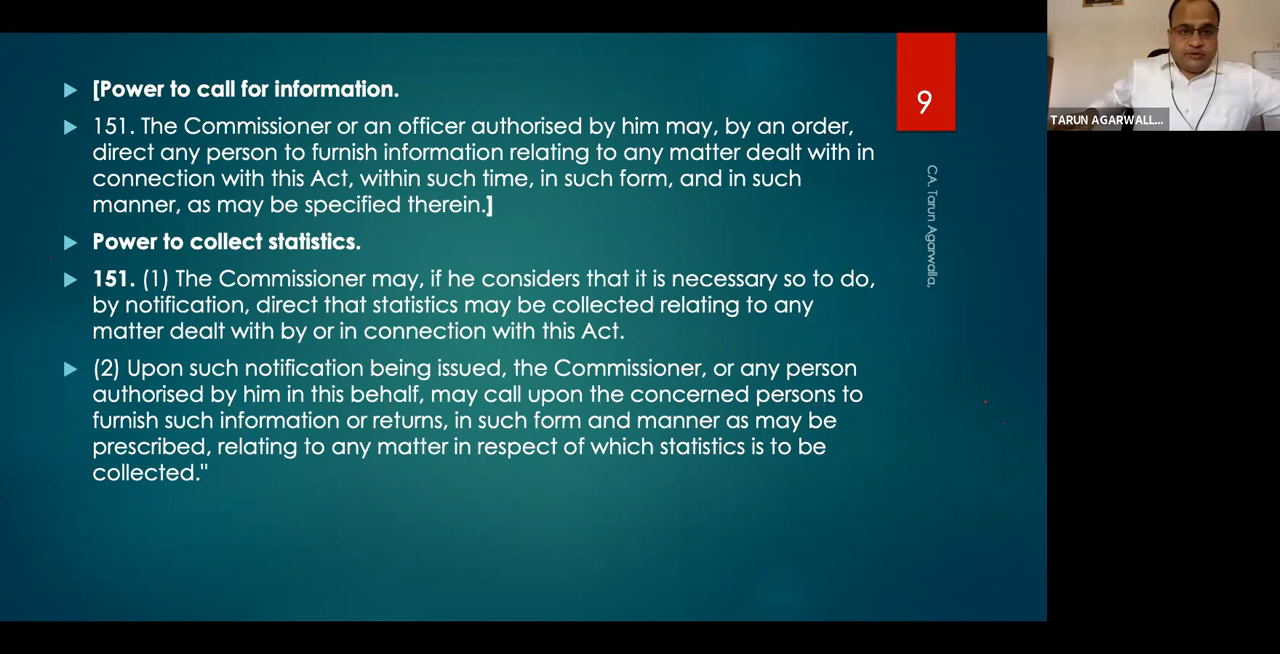 [Power to call for information.
151. The Commissioner or an officer authorised by him may, by an order,
direct any person to furnish information relating to any matter dealt with in
connection with this Act, within such time, in such form, and in such
manner, as may be specified therein.]
Power to collect statistics.
151. (1) The Commissioner may, if he considers that it is necessary so to do,
by notification, direct that statistics may be collected relating to any
matter dealt with by or in connection with this Act.
(2) Upon such notification being issued, the Commissioner, or any person
authorised by him in this behalf, may call upon the concerned persons to
furnish such information or returns, in such form and manner as may be
prescribed, relating to any matter in respect of which statistics is to be
collected."
9
CA. Tarun Agarwalla,
TARUN AGARWALL...